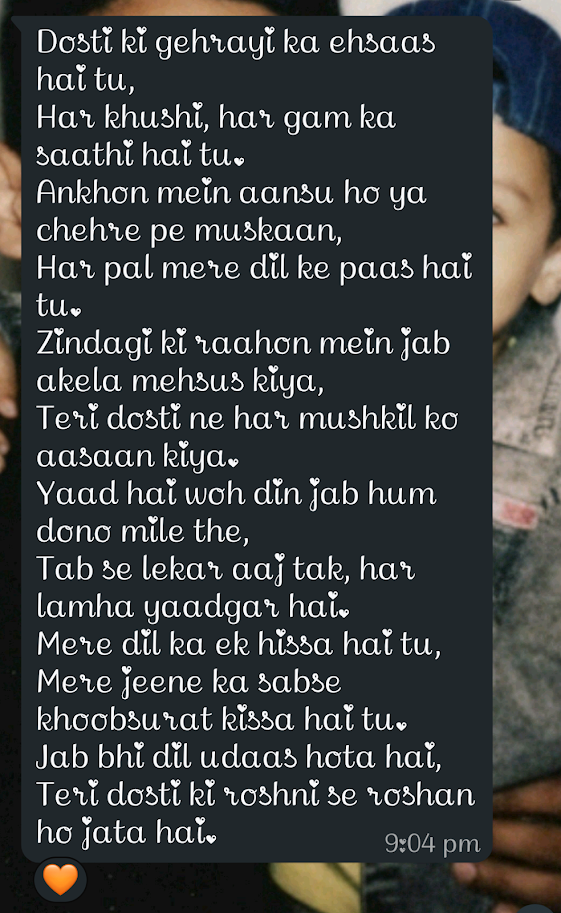 Dosti ki gehrayi ka ehsaas
hai tu,
Har khushi, har gam ka
saathi hai tu.
Ankhon mein aansu ho ya
chehre pe muskaan,
Har pal mere dil ke paas hai
tu.
Zindagi ki raahon mein jab
akela mehsus kiya,
Teri dosti ne har mushkil ko
aasaan kiya.
Yaad hai woh din jab hum
dono mile the,
Tab se lekar aaj tak, har
lamha yaadgar hai.
Mere dil ka ek hissa hai tu,
Mere jeene ka sabse
khoobsurat kissa hai tu.
Jab bhi dil udaas hota hai,
Teri dosti ki roshni se roshan
ho jata hai.
9:04 pm